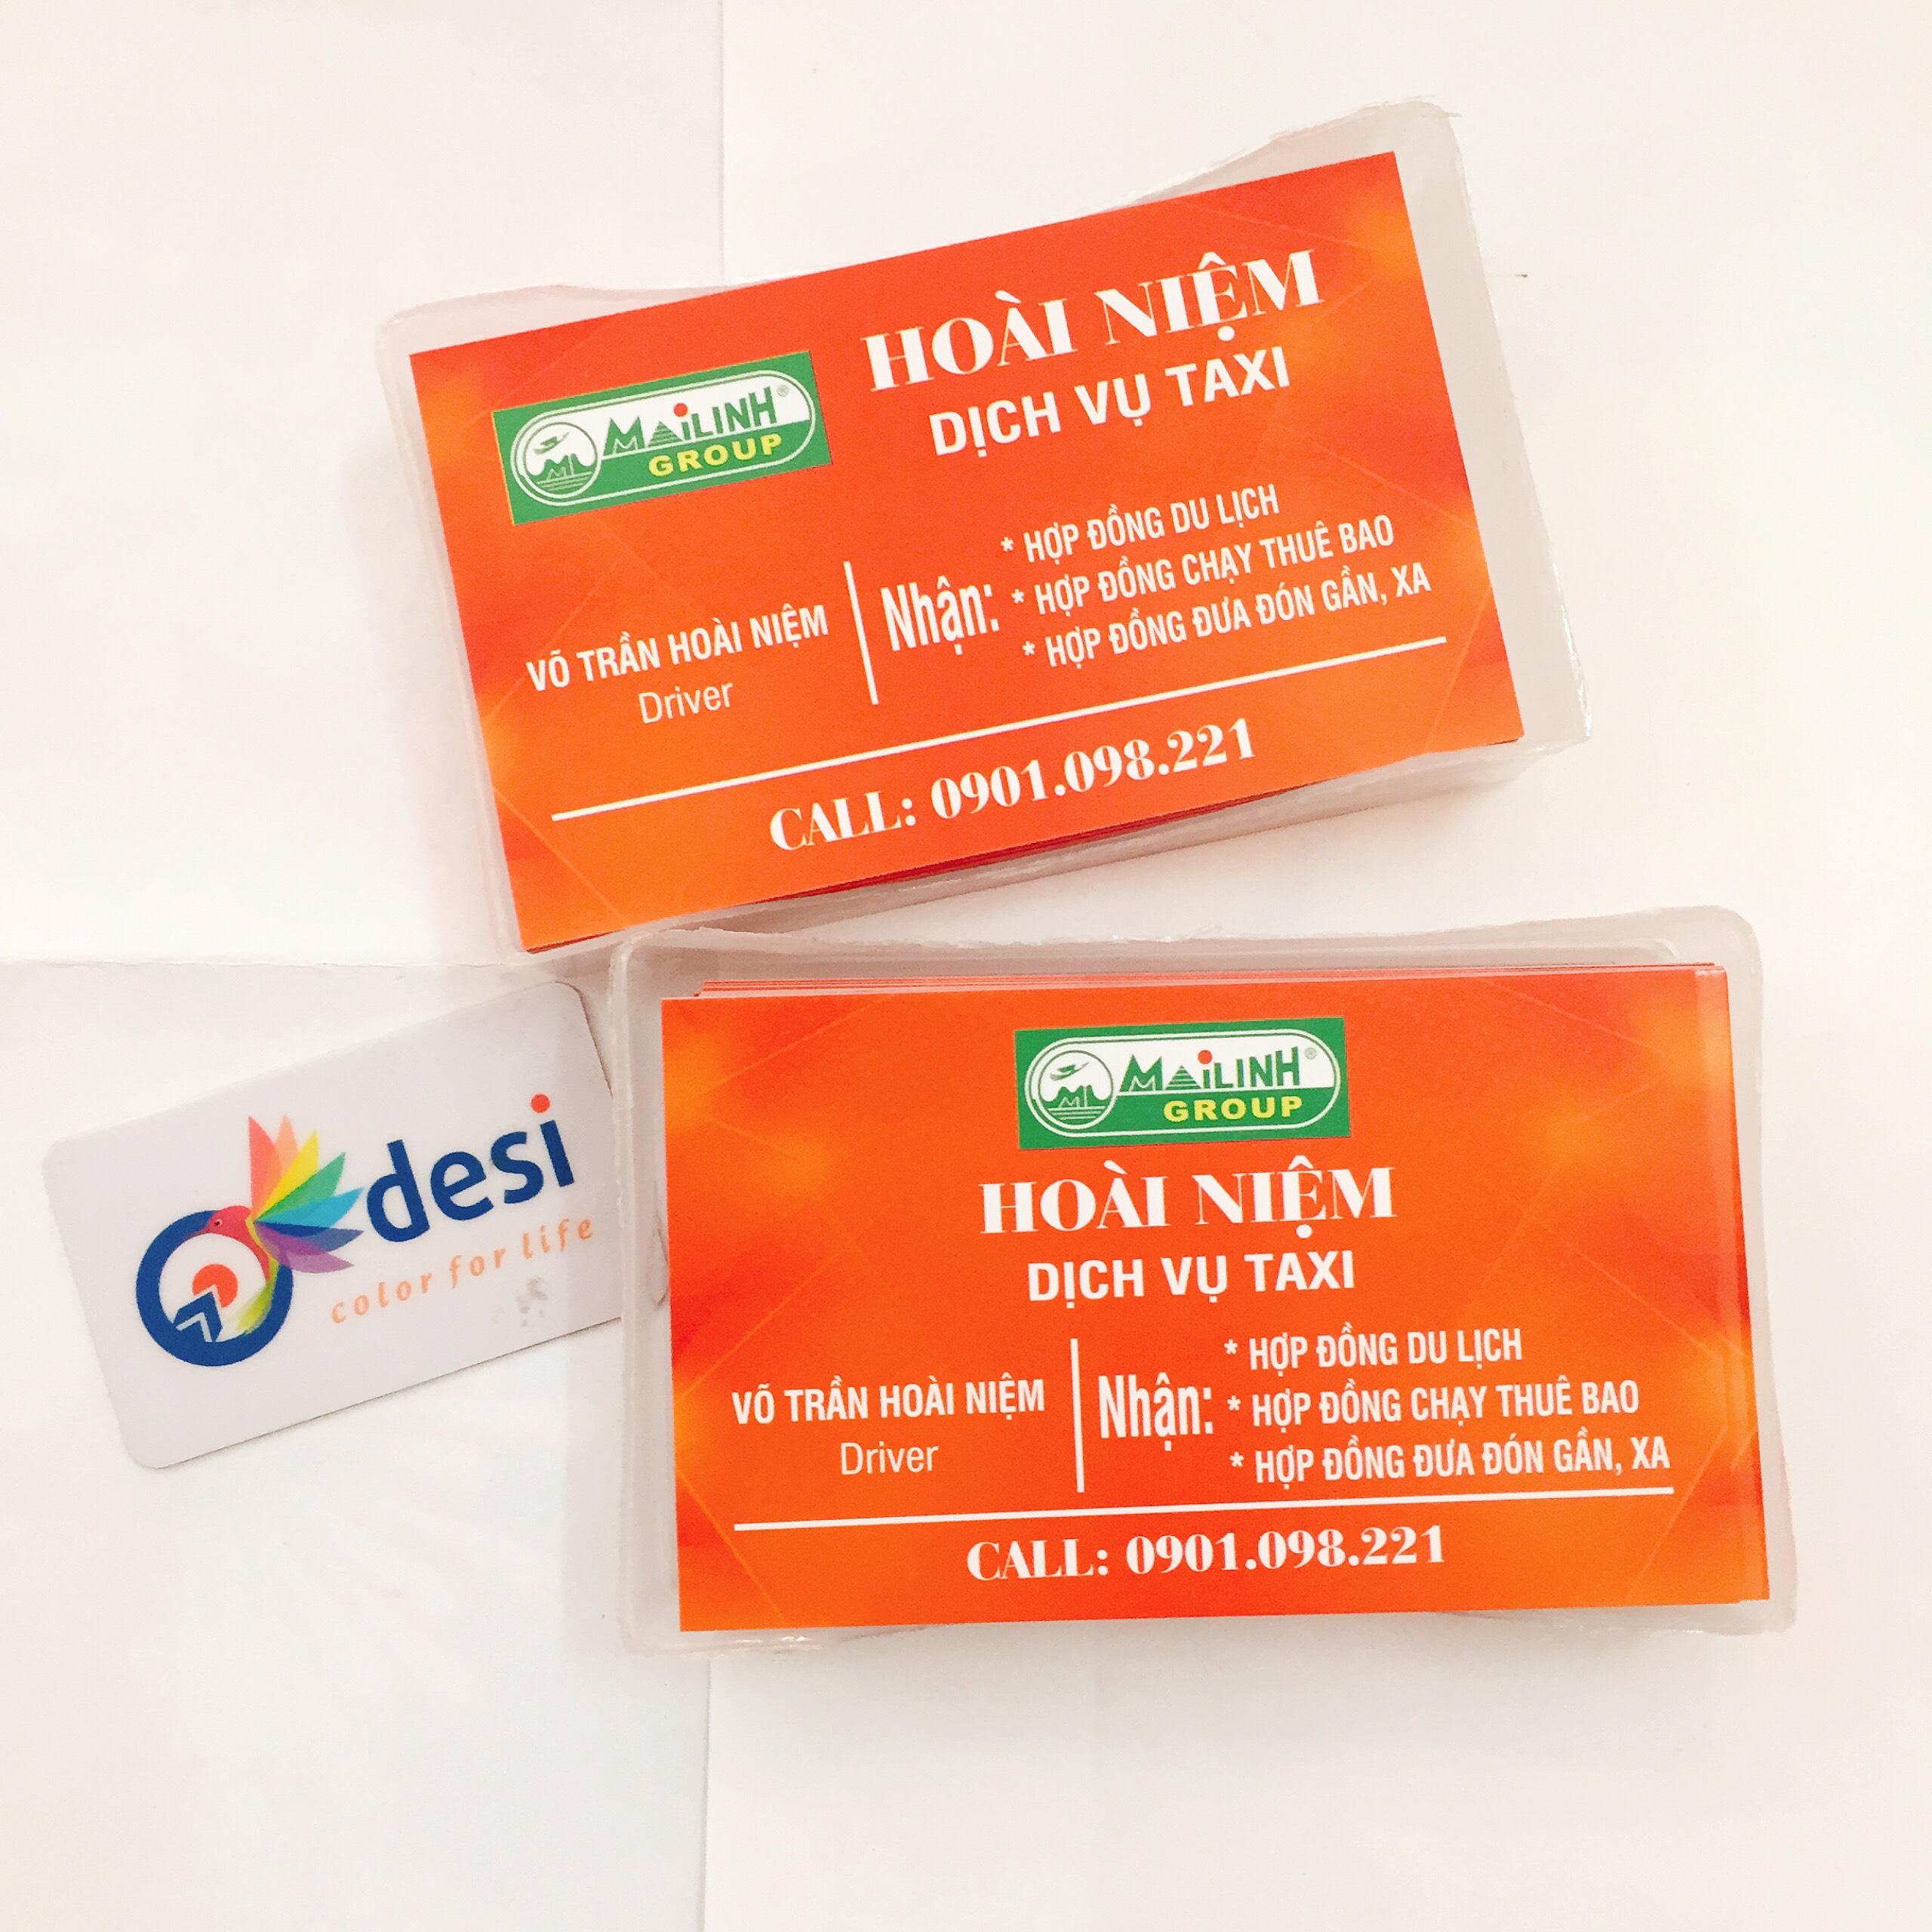 HOÀI NIỆM
DỊCH VỤ TAXI
MAiLINH®
GROUP
ML
* HỢP ĐỒNG DU LỊCH
Nhận: * HỢP ĐỒNG CHẠY THUÊ BAO
* HỢP ĐỒNG ĐƯA ĐÓN GẦN, XA
VÕ TRẦN HOÀI NIỆM
Driver
CALL: 0901.098.221
desi
color for life
MAiLINH®
GROUP
ML
HOÀI NIỆM
DỊCH VỤ TAXI
VÕ TRẦN HOÀI NIỆM
Driver
* HỢP ĐỒNG DU LỊCH
Nhận: * HỢP ĐỒNG CHẠY THUÊ BAO
* HỢP ĐỒNG ĐƯA ĐÓN GẦN, XA
CALL: 0901.098.221